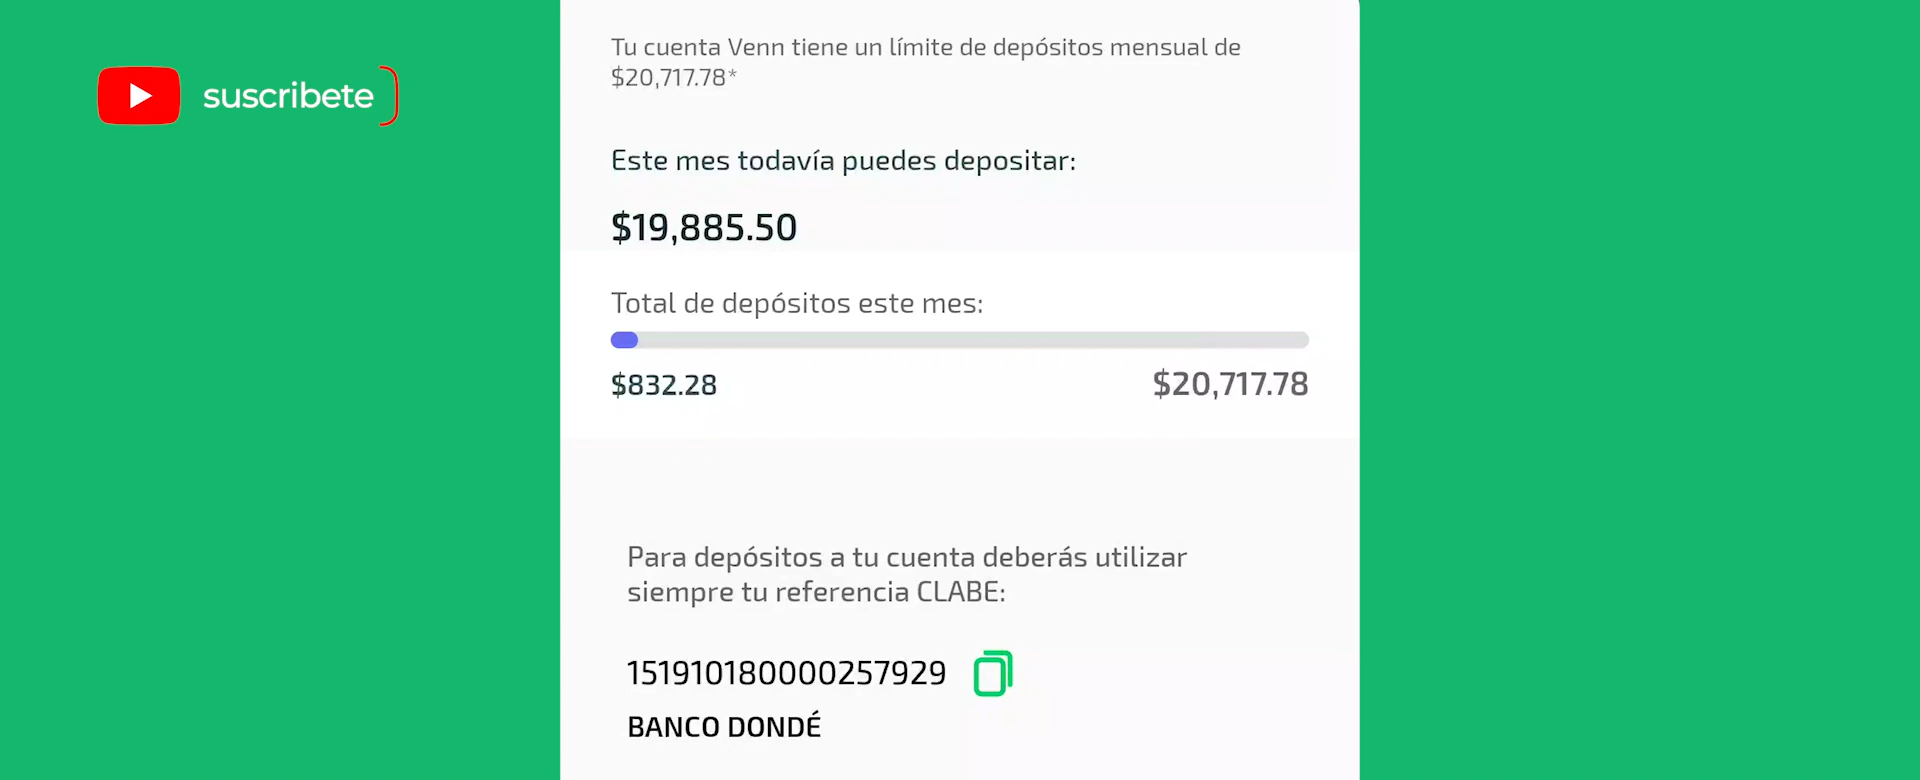 suscribete
Tu cuenta Venn tiene un límite de depósitos mensual de
$20,717.78*
Este mes todavía puedes depositar:
$19,885.50
Total de depósitos este mes:
$832.28 $20,717.78
Para depósitos a tu cuenta deberás utilizar
siempre tu referencia CLABE:
151910180000257929
BANCO DONDÉ